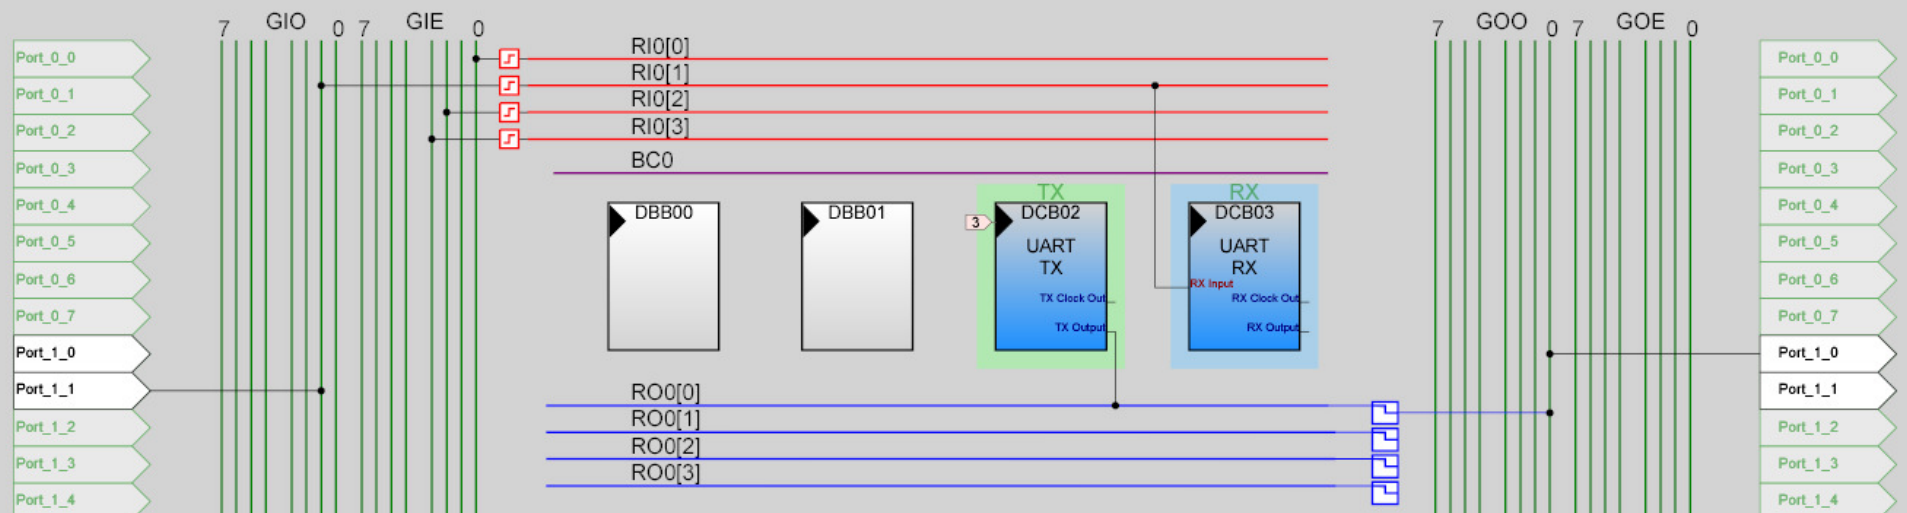 7 GIO 0 7 GIE 0
7 GOO 0 7 GOE 0
Port_0_0
Port_0_1
Port_0_2
Port_0_3
Port_0_4
Port_0_5
Port_0_6
Port_0_7
Port_1_0
Port_1_1
Port_1_2
Port_1_3
Port_1_4
RI0[0]
RI0[1]
RI0[2]
RI0[3]
BC0
DBB00
DBB01
TX
3
DCB02
UART
TX
TX Clock Out
TX Output
RX
DCB03
UART
RX
RX Input
RX Clock Out
RX Output
RO0[0]
RO0[1]
RO0[2]
RO0[3]
Port_0_0
Port_0_1
Port_0_2
Port_0_3
Port_0_4
Port_0_5
Port_0_6
Port_0_7
Port_1_0
Port_1_1
Port_1_2
Port_1_3
Port_1_4